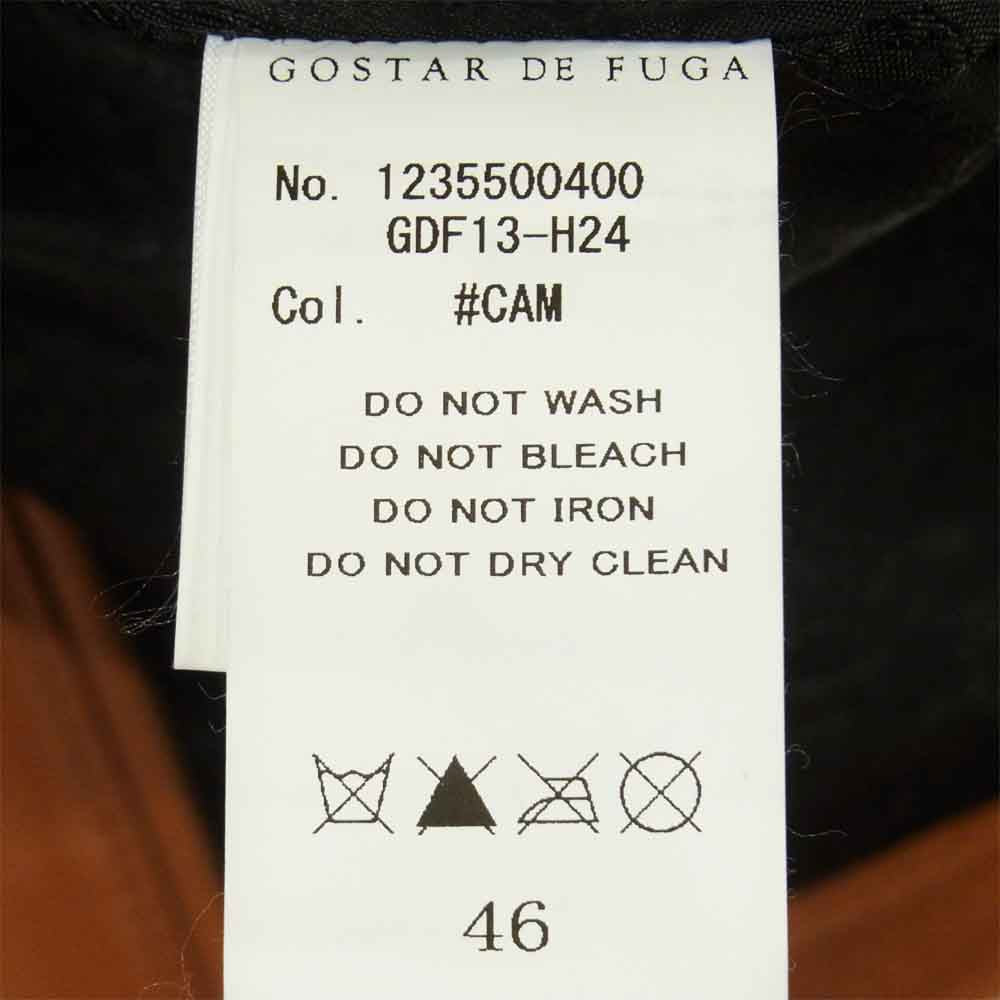 GOSTAR DE FUGA
No. 1235500400
GDF13-H24
Col. #CAM
DO NOT WASH
DO NOT BLEACH
DO NOT IRON
DO NOT DRY CLEAN
46